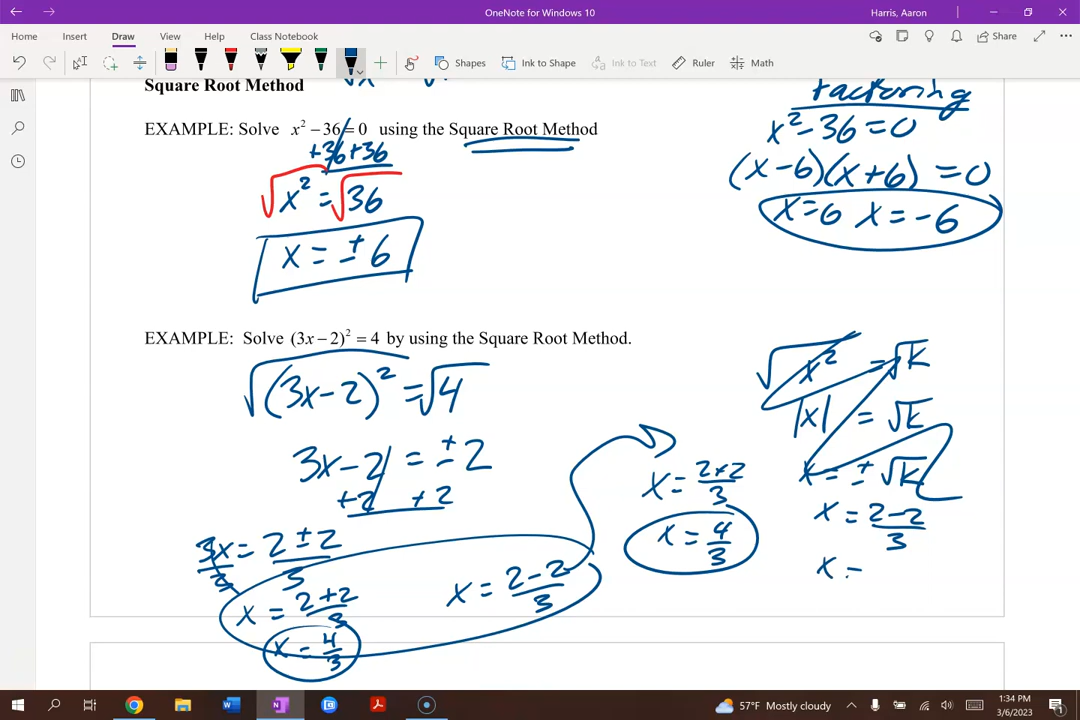 OneNote for Windows 10
Harris, Aaron
Home Insert Draw View Help Class Notebook
Share
Shapes Ink to Shape Ink to Text Ruler Math
Square Root Method
EXAMPLE: Solve x² − 36 = 0 using the Square Root Method
+36 +36
√x² = √36
x = ± 6
factoring
x² − 36 = 0
(x − 6)(x + 6) = 0
x = 6 x = −6
EXAMPLE: Solve (3x − 2)² = 4 by using the Square Root Method.
√(3x − 2)² = √4
3x − 2 = ± 2
+2 +2
3x/3 = 2 ± 2/3
x = 2+2/3
x = 4/3
x = 2−2/3
x = 2+2/3
x = 4/3
√x² = √k
|x| = √k
x = ± √k
x = 2−2/3
x =
57°F Mostly cloudy
1:34 PM
3/6/2023